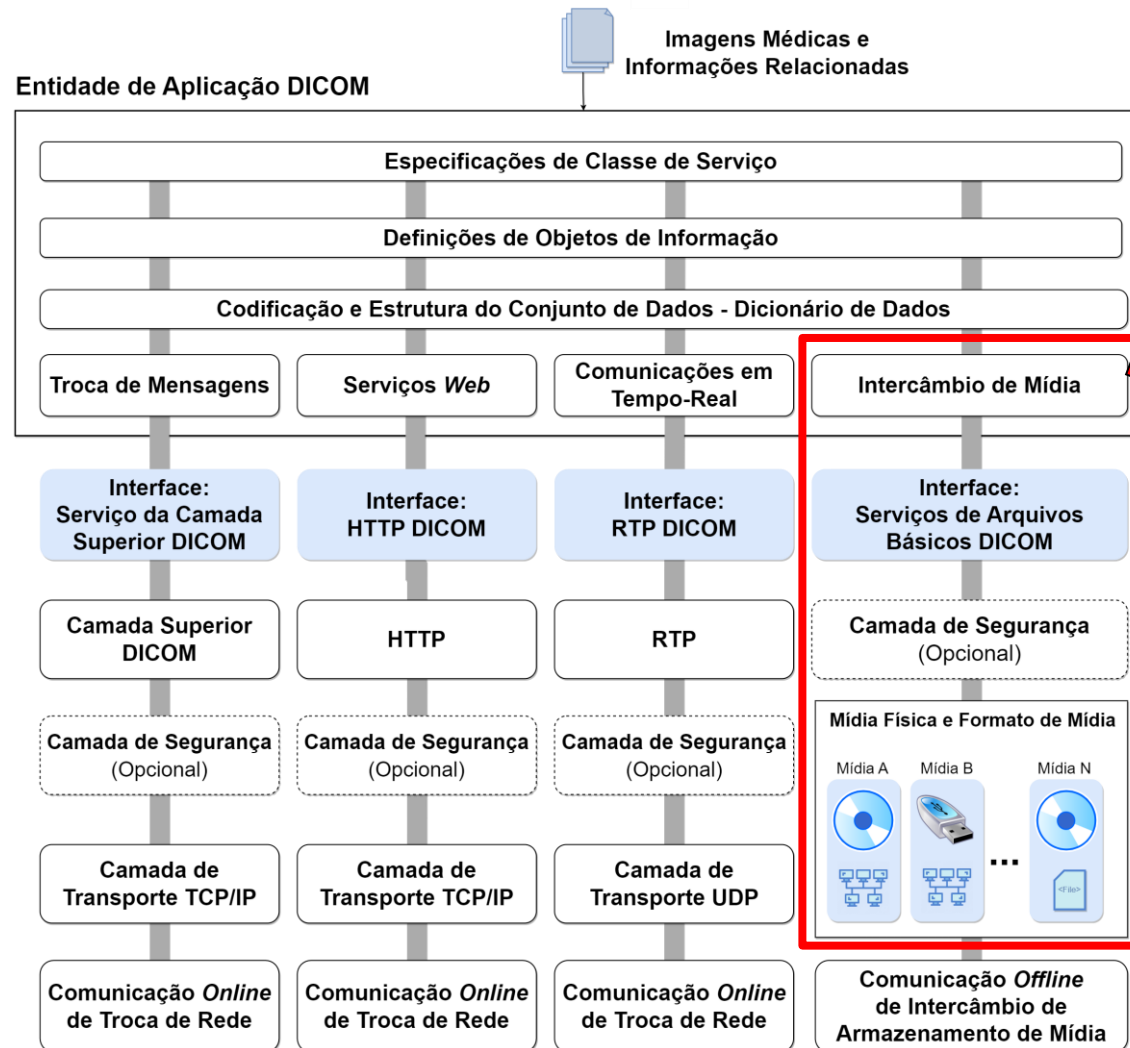 Imagens Médicas e
Informações Relacionadas
Entidade de Aplicação DICOM
Especificações de Classe de Serviço
Definições de Objetos de Informação
Codificação e Estrutura do Conjunto de Dados - Dicionário de Dados
Troca de Mensagens
Serviços Web
Comunicações em
Tempo-Real
Intercâmbio de Mídia
Interface:
Serviço da Camada
Superior DICOM
Interface:
HTTP DICOM
Interface:
RTP DICOM
Interface:
Serviços de Arquivos
Básicos DICOM
Camada Superior
DICOM
HTTP
RTP
Camada de Segurança
(Opcional)
Camada de Segurança
(Opcional)
Camada de Segurança
(Opcional)
Camada de Segurança
(Opcional)
Mídia Física e Formato de Mídia
Mídia A
Mídia B
Mídia N
...
<File>
Camada de
Transporte TCP/IP
Camada de
Transporte TCP/IP
Camada de
Transporte UDP
Comunicação Online
de Troca de Rede
Comunicação Online
de Troca de Rede
Comunicação Online
de Troca de Rede
Comunicação Offline
de Intercâmbio de
Armazenamento de Mídia